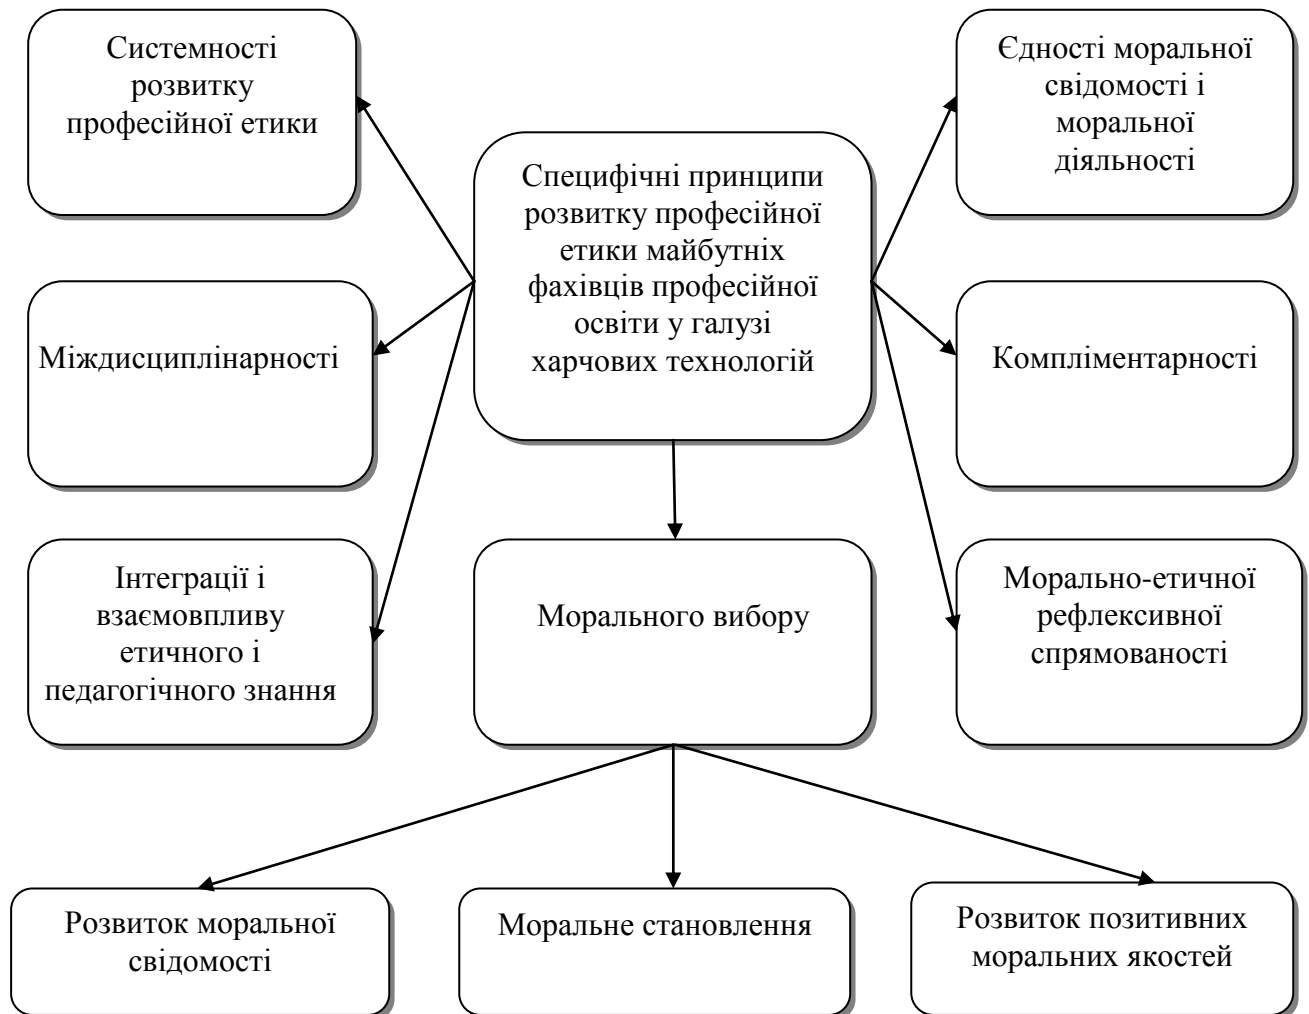 Системності
розвитку
професійної етики
Єдності моральної
свідомості і
моральної
діяльності
Специфічні принципи
розвитку професійної
етики майбутніх
фахівців професійної
освіти у галузі
харчових технологій
Міждисциплінарності
Компліментарності
Інтеграції і
взаємовпливу
етичного і
педагогічного знання
Морального вибору
Морально-етичної
рефлексивної
спрямованості
Розвиток моральної
свідомості
Моральне становлення
Розвиток позитивних
моральних якостей